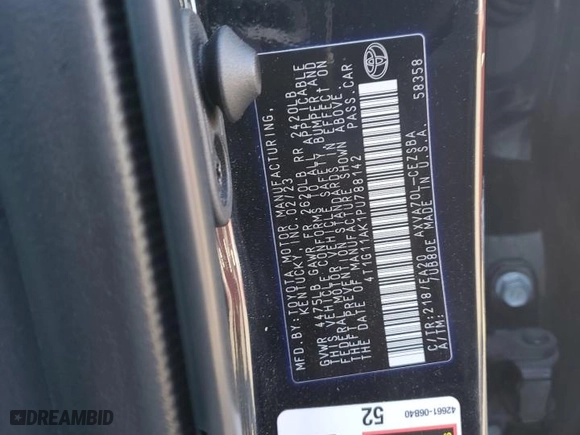 MFD.BY:TOYOTA MOTOR MANUFACTURING,
KENTUCKY, INC. 02/23
GVWR 4475LB GAWR FR 2620LB RR 2420LB
THIS VEHICLE CONFORMS TO ALL APPLICABLE
FEDERAL MOTOR VEHICLE SAFETY, BUMPER AND
THEFT PREVENTION STANDARDS IN EFFECT ON
THE DATE OF MANUFACTURE SHOWN ABOVE.
4T1G11AK1PU788142 PASS.CAR
C/TR:218/EA20 AXVA70L-CEZSBA
A/TM: /UB80E MADE IN U.S.A. 58358
42661-06840
52
DREAMBID